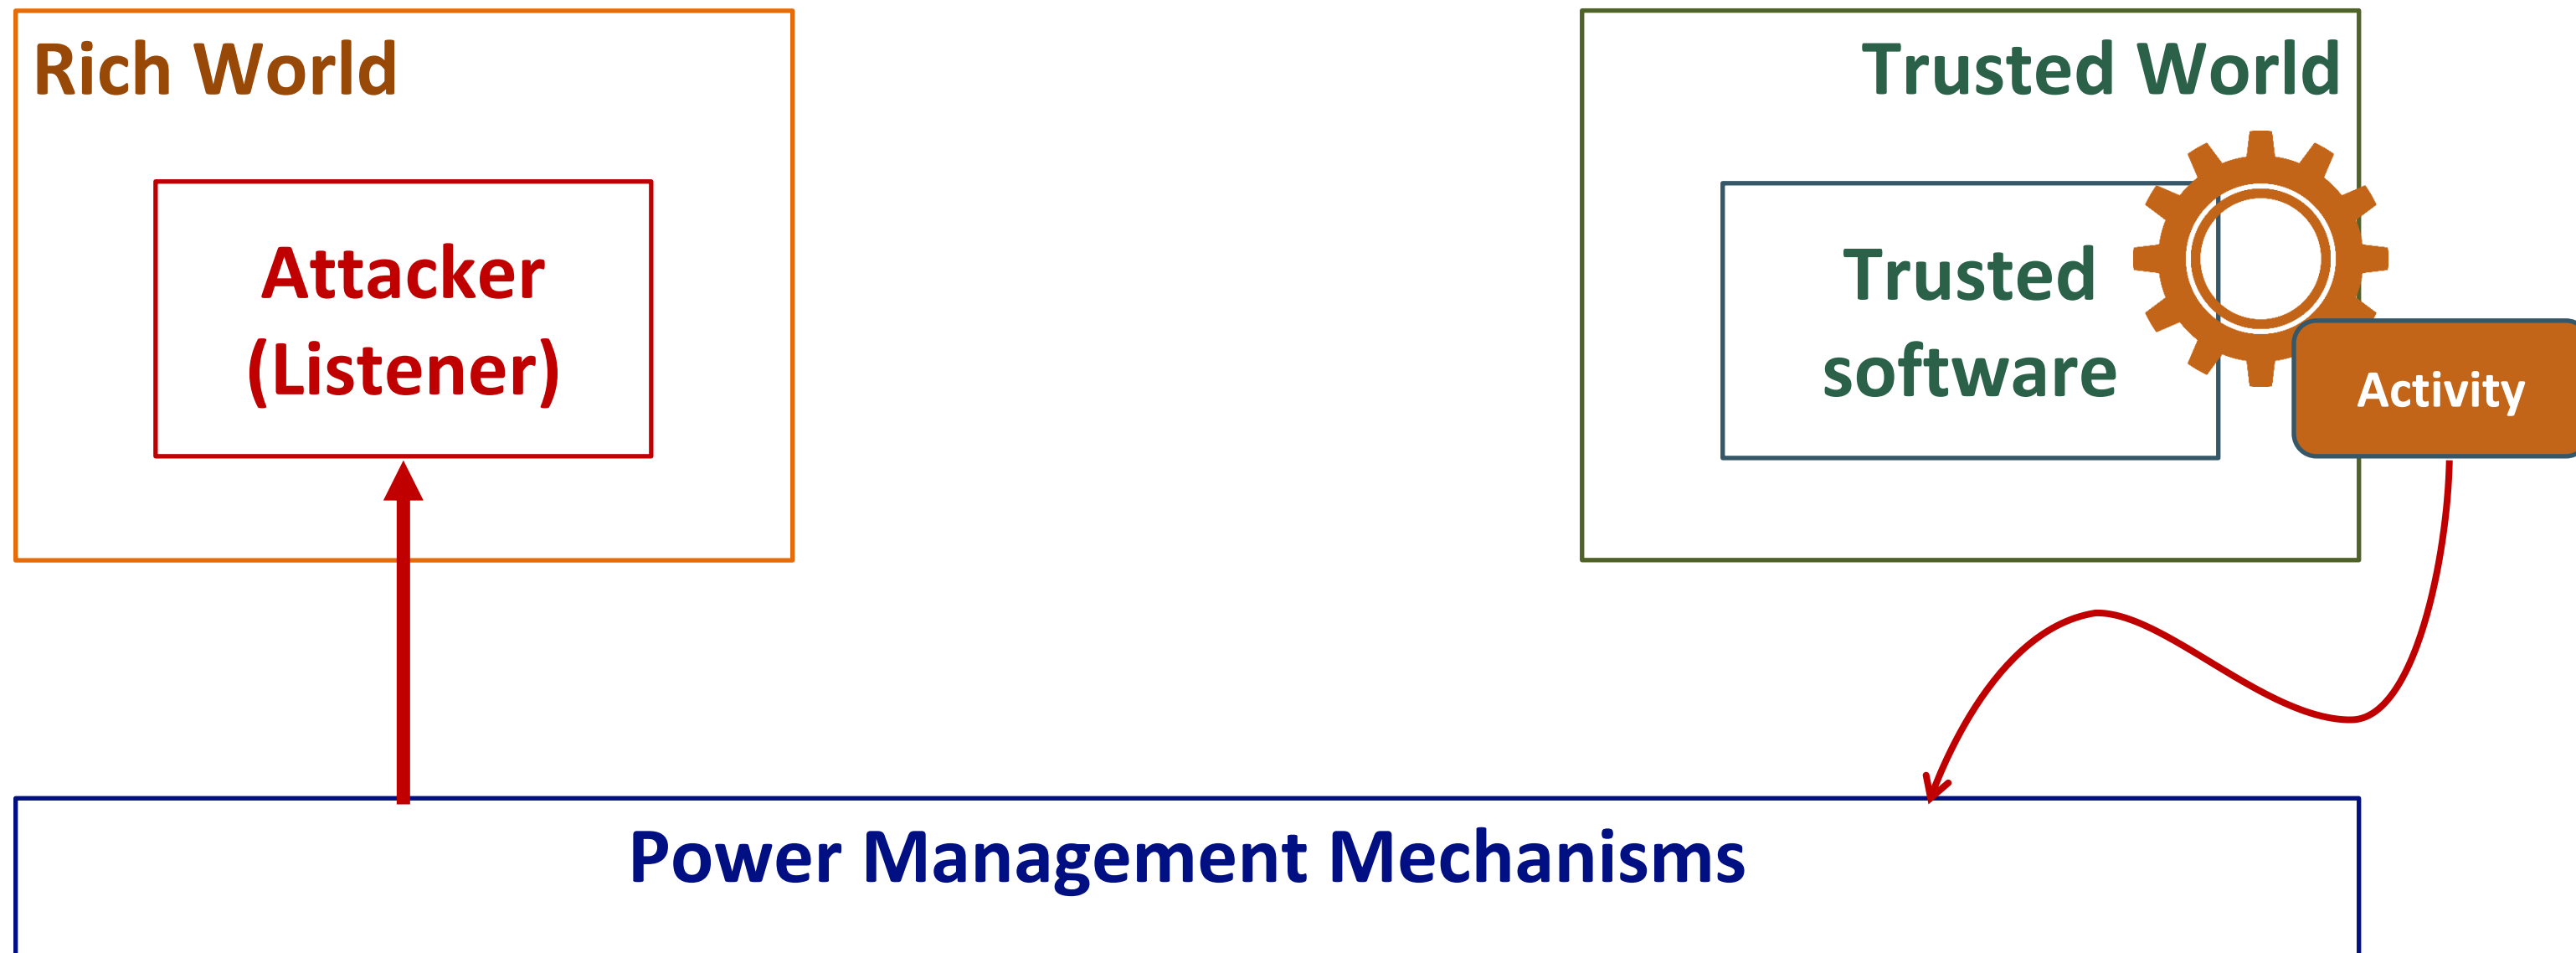 Rich World
Trusted World
Attacker
(Listener)
Trusted
software
Activity
Power Management Mechanisms